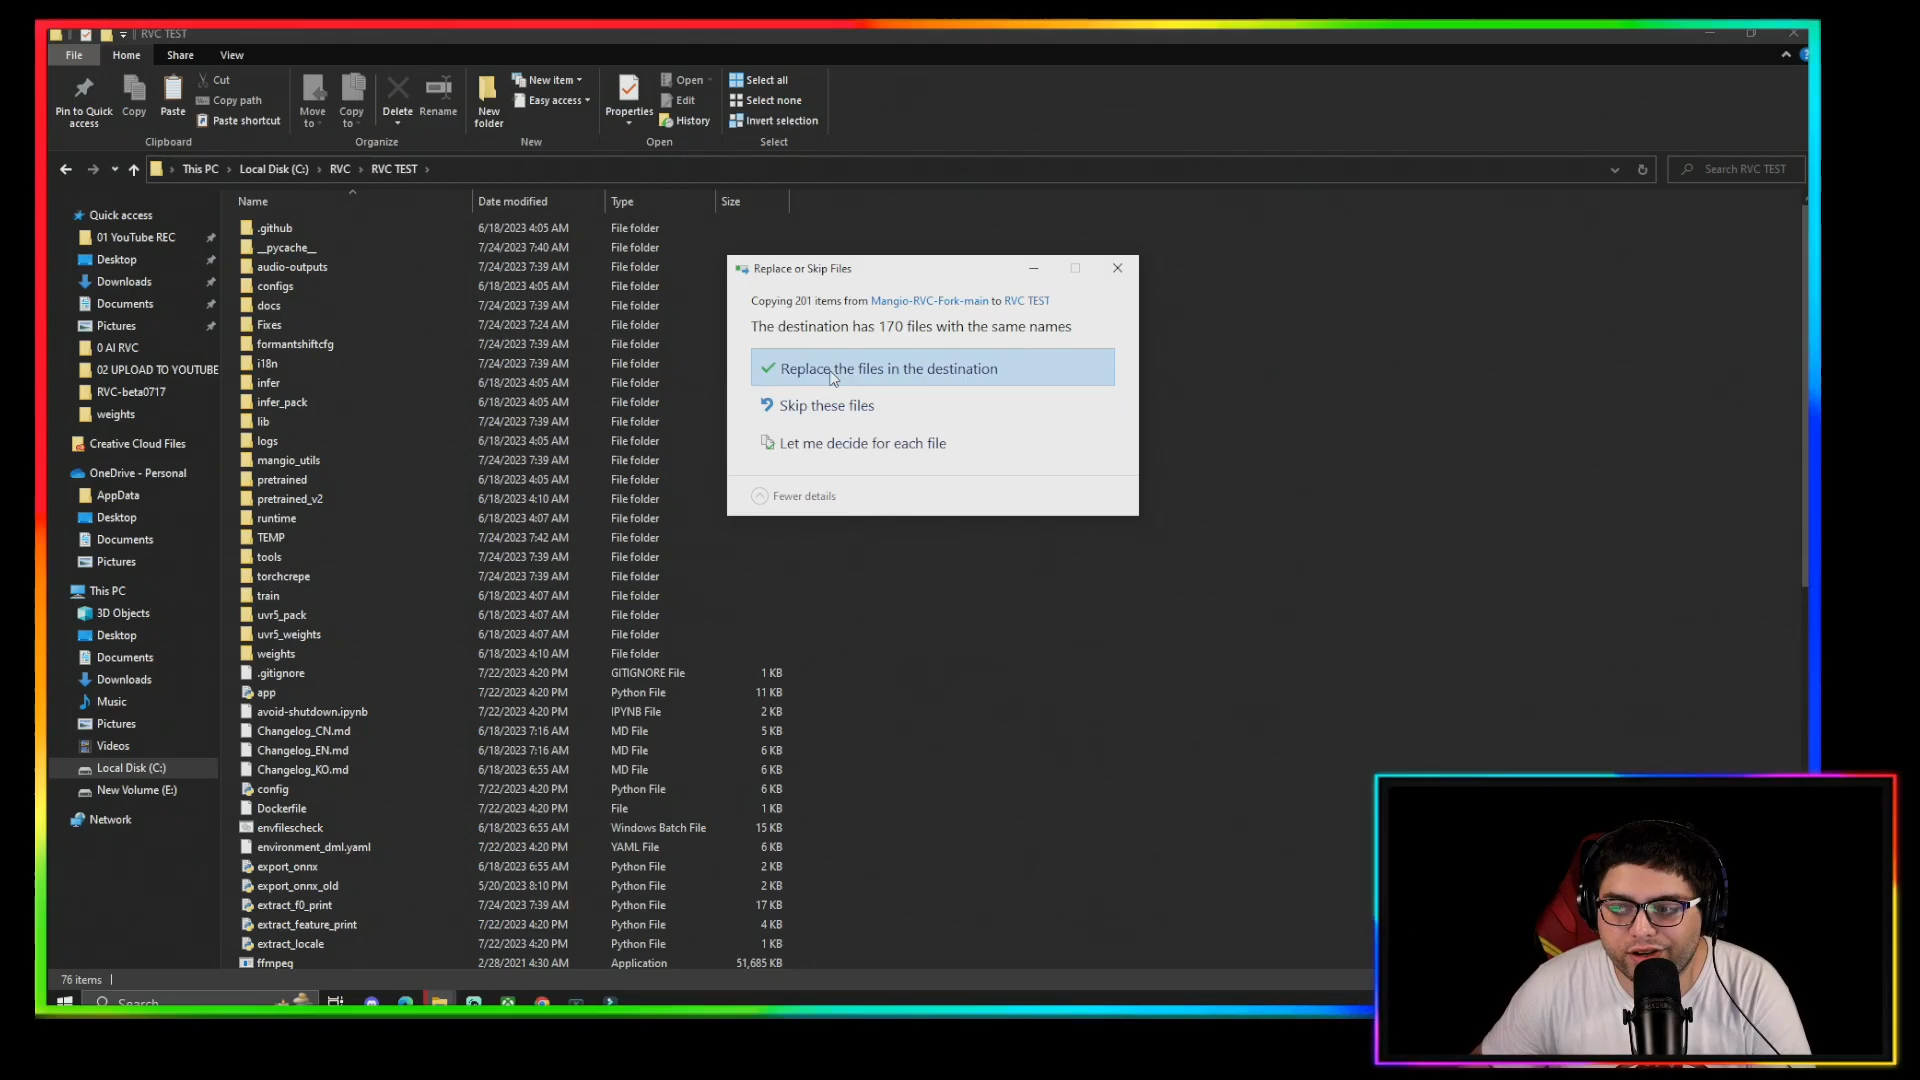 RVC TEST
File Home Share View
Pin to Quick access
Copy
Paste
Cut
Copy path
Paste shortcut
Clipboard
Move to
Copy to
Delete
Rename
Organize
New folder
New item
Easy access
New
Properties
Open
Edit
History
Open
Select all
Select none
Invert selection
Select
This PC › Local Disk (C:) › RVC › RVC TEST ›
Search RVC TEST
Quick access
01 YouTube REC
Desktop
Downloads
Documents
Pictures
0 AI RVC
02 UPLOAD TO YOUTUBE
RVC-beta0717
weights
Creative Cloud Files
OneDrive - Personal
AppData
Desktop
Documents
Pictures
This PC
3D Objects
Desktop
Documents
Downloads
Music
Pictures
Videos
Local Disk (C:)
New Volume (E:)
Network
Name Date modified Type Size
.github 6/18/2023 4:05 AM File folder
__pycache__ 7/24/2023 7:40 AM File folder
audio-outputs 7/24/2023 7:39 AM File folder
configs 6/18/2023 4:05 AM File folder
docs 7/24/2023 7:39 AM File folder
Fixes 7/24/2023 7:24 AM File folder
formantshiftcfg 7/24/2023 7:39 AM File folder
i18n 7/24/2023 7:39 AM File folder
infer 6/18/2023 4:05 AM File folder
infer_pack 6/18/2023 4:05 AM File folder
lib 7/24/2023 7:39 AM File folder
logs 6/18/2023 4:05 AM File folder
mangio_utils 7/24/2023 7:39 AM File folder
pretrained 6/18/2023 4:05 AM File folder
pretrained_v2 6/18/2023 4:10 AM File folder
runtime 6/18/2023 4:07 AM File folder
TEMP 7/24/2023 7:42 AM File folder
tools 7/24/2023 7:39 AM File folder
torchcrepe 7/24/2023 7:39 AM File folder
train 6/18/2023 4:07 AM File folder
uvr5_pack 6/18/2023 4:07 AM File folder
uvr5_weights 6/18/2023 4:07 AM File folder
weights 6/18/2023 4:10 AM File folder
.gitignore 7/22/2023 4:20 PM GITIGNORE File 1 KB
app 7/22/2023 4:20 PM Python File 11 KB
avoid-shutdown.ipynb 7/22/2023 4:20 PM IPYNB File 2 KB
Changelog_CN.md 6/18/2023 7:16 AM MD File 5 KB
Changelog_EN.md 6/18/2023 7:16 AM MD File 6 KB
Changelog_KO.md 6/18/2023 6:55 AM MD File 6 KB
config 7/22/2023 4:20 PM Python File 6 KB
Dockerfile 7/22/2023 4:20 PM File 1 KB
envfilescheck 6/18/2023 6:55 AM Windows Batch File 15 KB
environment_dml.yaml 7/22/2023 4:20 PM YAML File 6 KB
export_onnx 6/18/2023 6:55 AM Python File 2 KB
export_onnx_old 5/20/2023 8:10 PM Python File 2 KB
extract_f0_print 7/24/2023 7:39 AM Python File 17 KB
extract_feature_print 7/22/2023 4:20 PM Python File 4 KB
extract_locale 7/22/2023 4:20 PM Python File 1 KB
ffmpeg 2/28/2021 4:30 AM Application 51,685 KB
Replace or Skip Files
Copying 201 items from Mangio-RVC-Fork-main to RVC TEST
The destination has 170 files with the same names
Replace the files in the destination
Skip these files
Let me decide for each file
Fewer details
76 items
Search